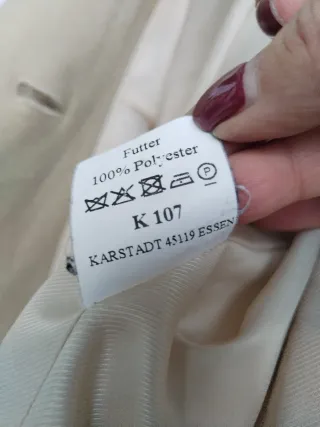 Futter
100% Polyester
P
K 107
KARSTADT 45119 ESSEN